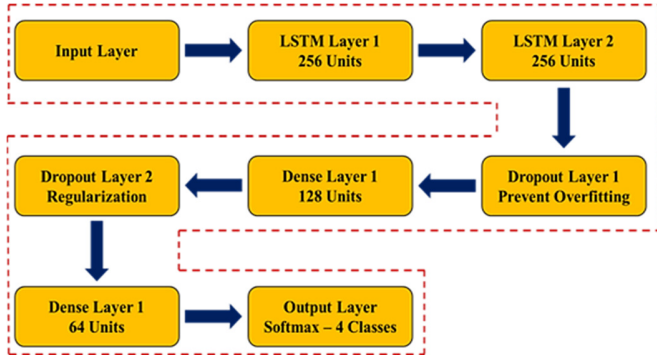 Input Layer
LSTM Layer 1
256 Units
LSTM Layer 2
256 Units
Dropout Layer 1
Prevent Overfitting
Dense Layer 1
128 Units
Dropout Layer 2
Regularization
Dense Layer 1
64 Units
Output Layer
Softmax – 4 Classes